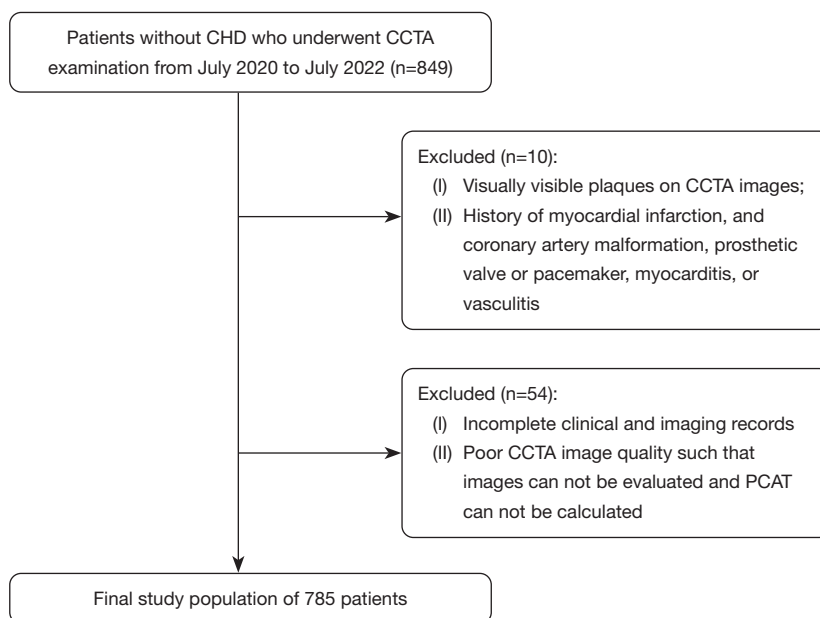 Patients without CHD who underwent CCTA
examination from July 2020 to July 2022 (n=849)
Excluded (n=10):
(I) Visually visible plaques on CCTA images;
(II) History of myocardial infarction, and
coronary artery malformation, prosthetic
valve or pacemaker, myocarditis, or
vasculitis
Excluded (n=54):
(I) Incomplete clinical and imaging records
(II) Poor CCTA image quality such that
images can not be evaluated and PCAT
can not be calculated
Final study population of 785 patients